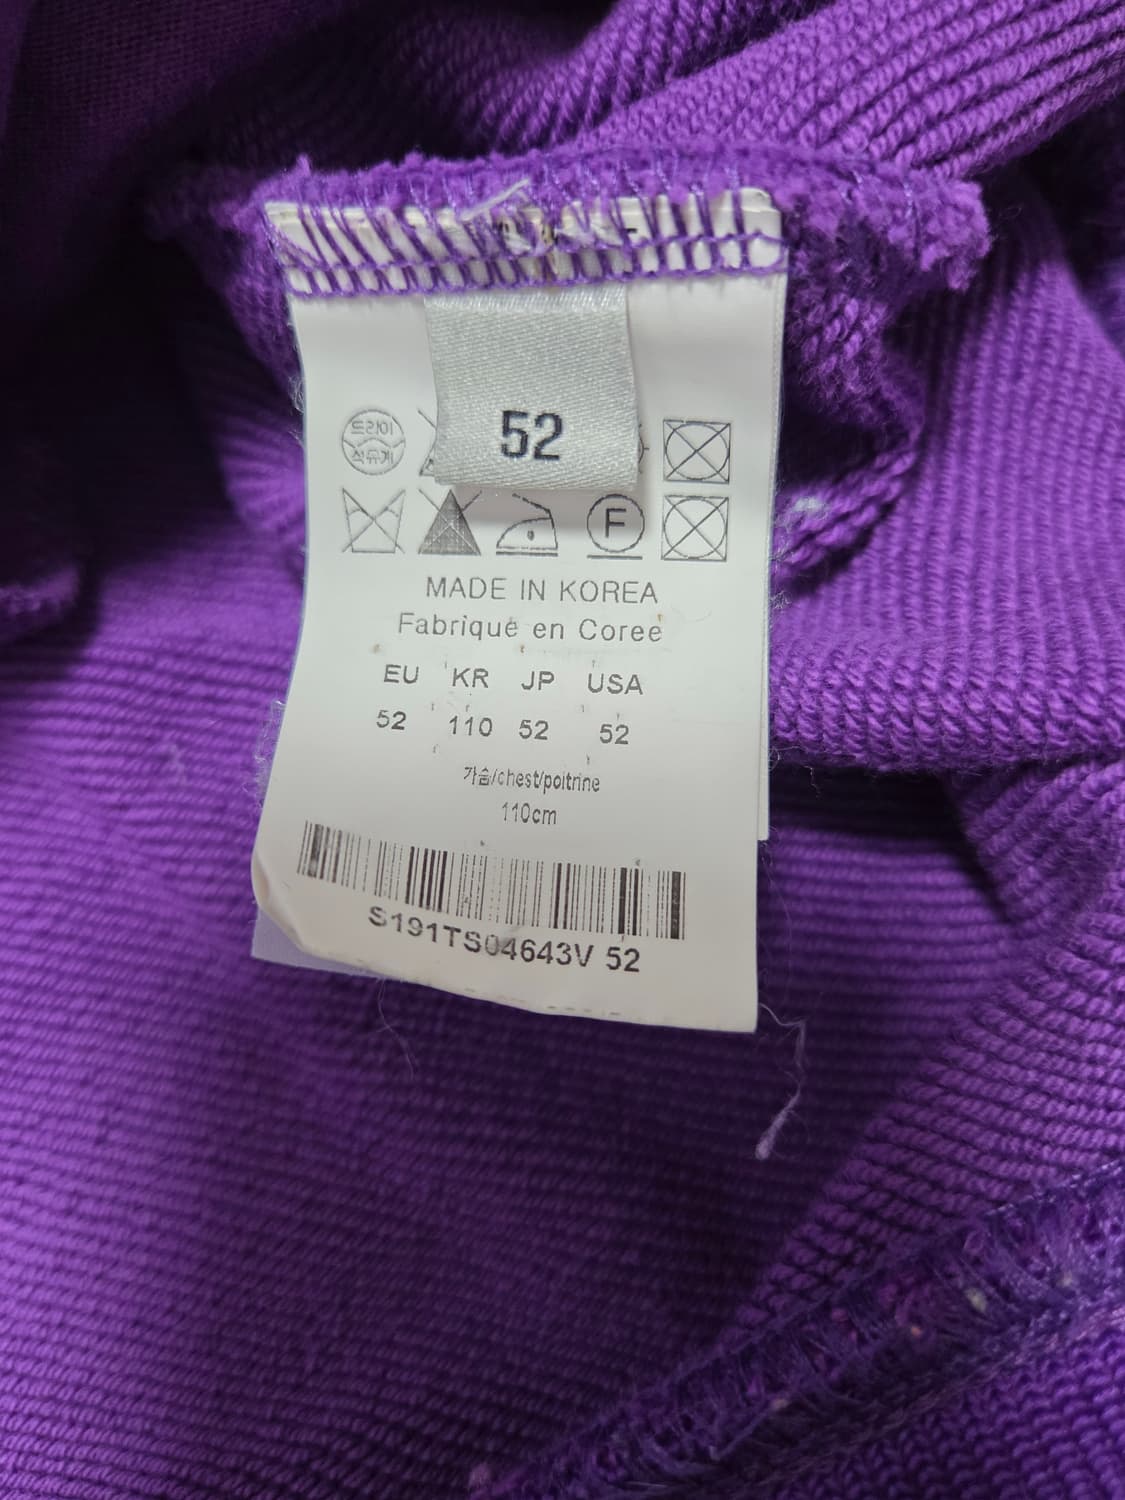 52
드라이
석유계
F
MADE IN KOREA
Fabriqué en Coree
EU KR JP USA
52 110 52 52
가슴/chest/poitrine
110cm
S191TS04643V 52